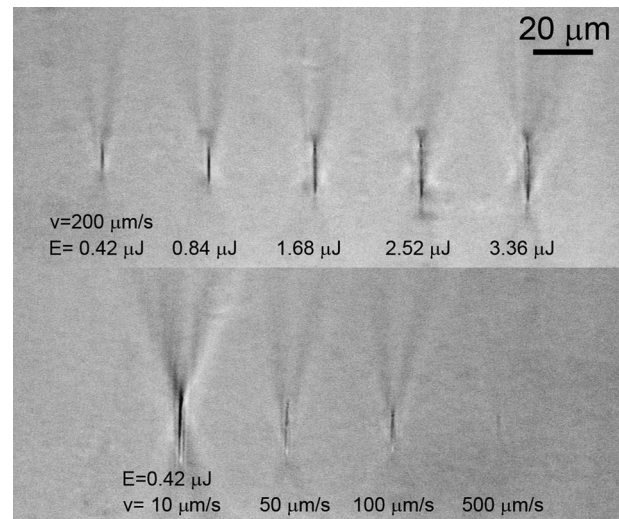 20 μm
v=200 μm/s
E= 0.42 μJ 0.84 μJ 1.68 μJ 2.52 μJ 3.36 μJ
E=0.42 μJ
v= 10 μm/s 50 μm/s 100 μm/s 500 μm/s